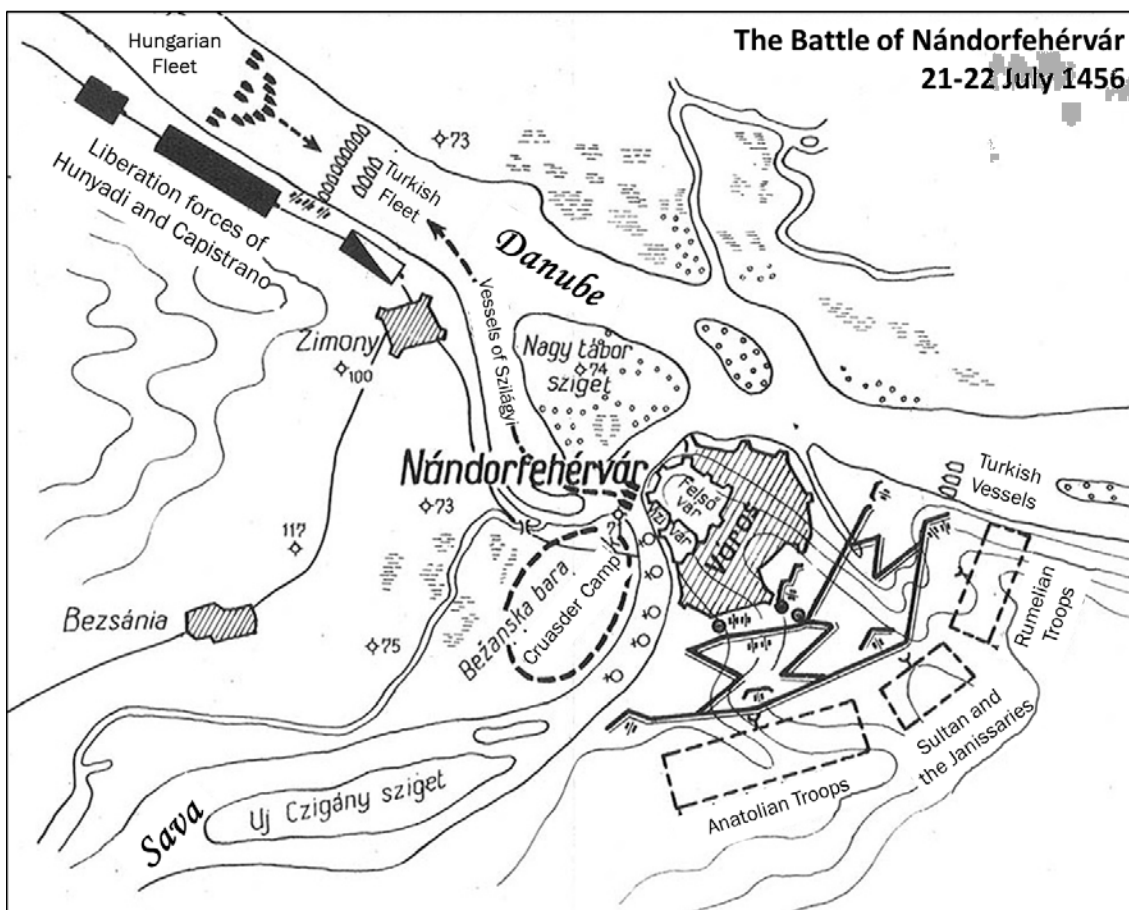 The Battle of Nándorfehérvár
21-22 July 1456
Hungarian
Fleet
Liberation forces of
Hunyadi and Capistrano
Turkish
Fleet
73
Danube
Vessels of Szilágyi
Zimony
100
Nagy tábor
74
sziget
Nándorfehérvár
73
117
Felső
vár
Város
Turkish
Vessels
Bezsánia
75
Bežanska bara
Cruasder Camp
Rumelian
Troops
Sultan and
the Janissaries
Anatolian Troops
Uj Czigány sziget
Sava